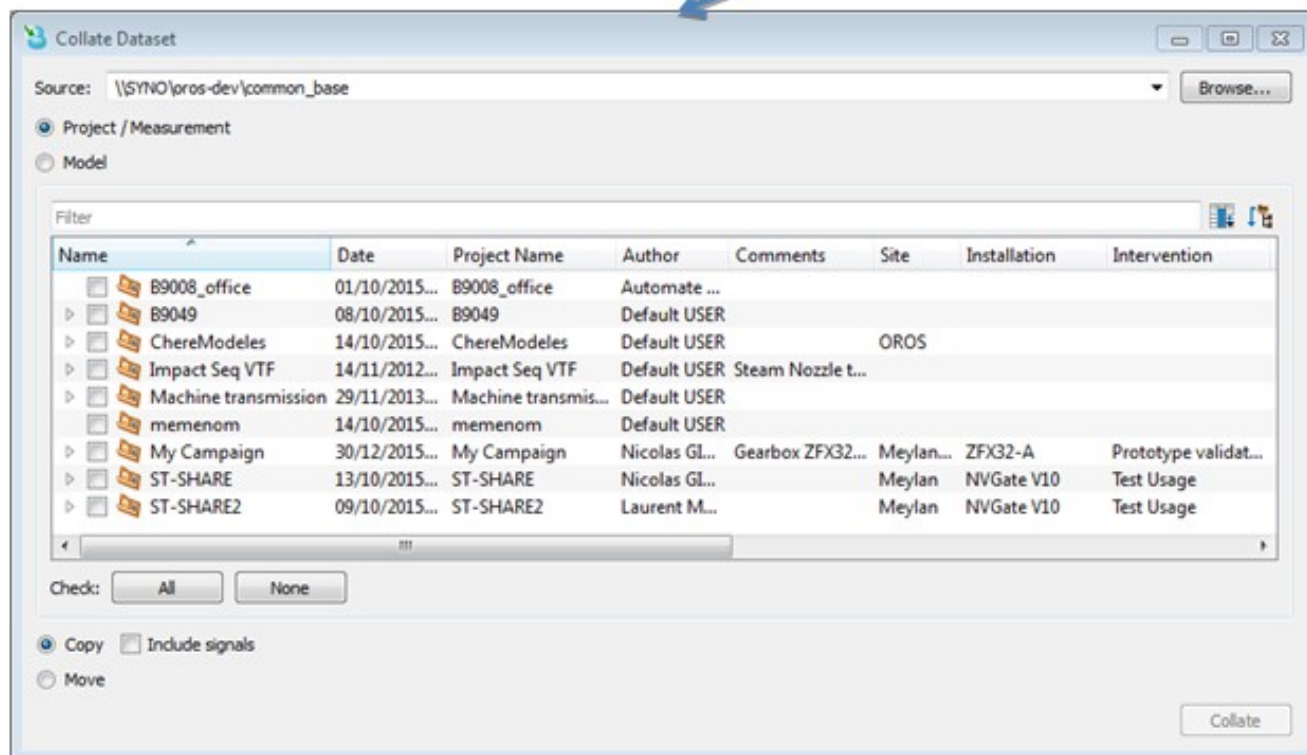 Collate Dataset
Source: \\SYNO\oros-dev\common_base Browse...
Project / Measurement
Model
Filter
Name Date Project Name Author Comments Site Installation Intervention
B9008_office 01/10/2015... B9008_office Automate ...
B9049 08/10/2015... B9049 Default USER
ChereModeles 14/10/2015... ChereModeles Default USER OROS
Impact Seq VTF 14/11/2012... Impact Seq VTF Default USER Steam Nozzle t...
Machine transmission 29/11/2013... Machine transmis... Default USER
memenom 14/10/2015... memenom Default USER
My Campaign 30/12/2015... My Campaign Nicolas GI... Gearbox ZFX32... Meylan... ZFX32-A Prototype validat...
ST-SHARE 13/10/2015... ST-SHARE Nicolas GI... Meylan NVGate V10 Test Usage
ST-SHARE2 09/10/2015... ST-SHARE2 Laurent M... Meylan NVGate V10 Test Usage
Check: All None
Copy Include signals
Move
Collate